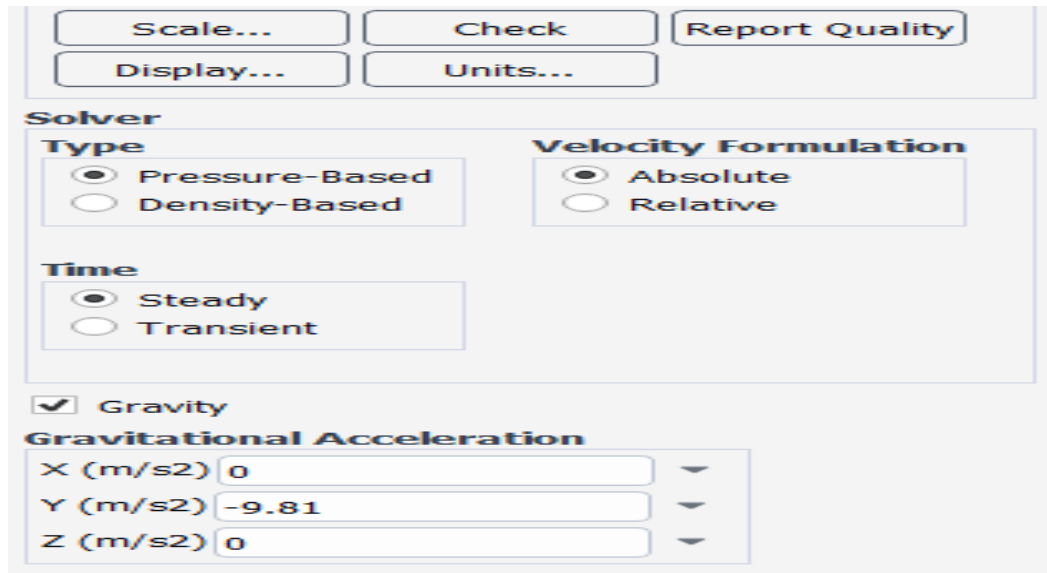 Scale... Check Report Quality
Display... Units...
Solver
Type Velocity Formulation
Pressure-Based Absolute
Density-Based Relative
Time
Steady
Transient
Gravity
Gravitational Acceleration
X (m/s2) 0
Y (m/s2) -9.81
Z (m/s2) 0